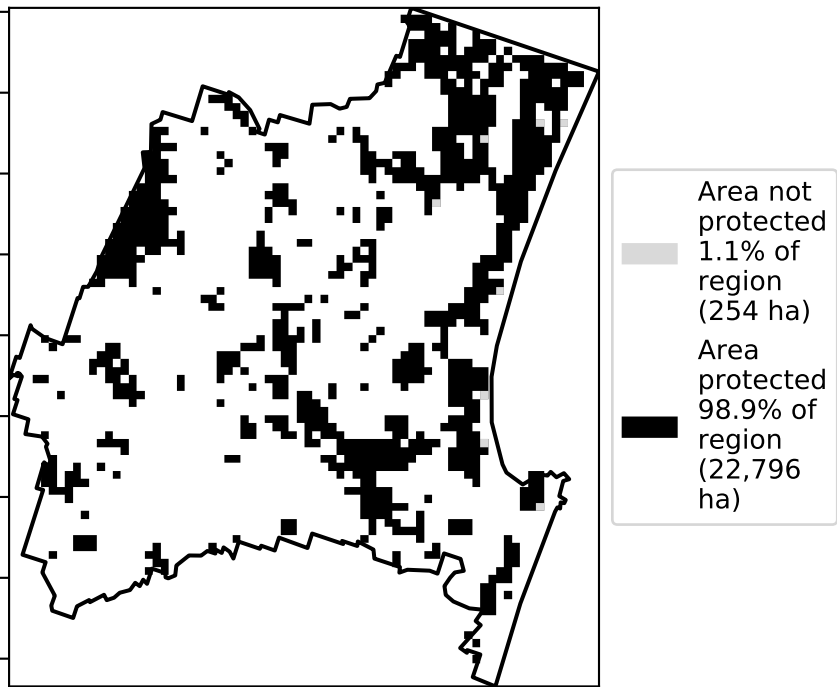 Area not
protected
1.1% of
region
(254 ha)
Area
protected
98.9% of
region
(22,796
ha)